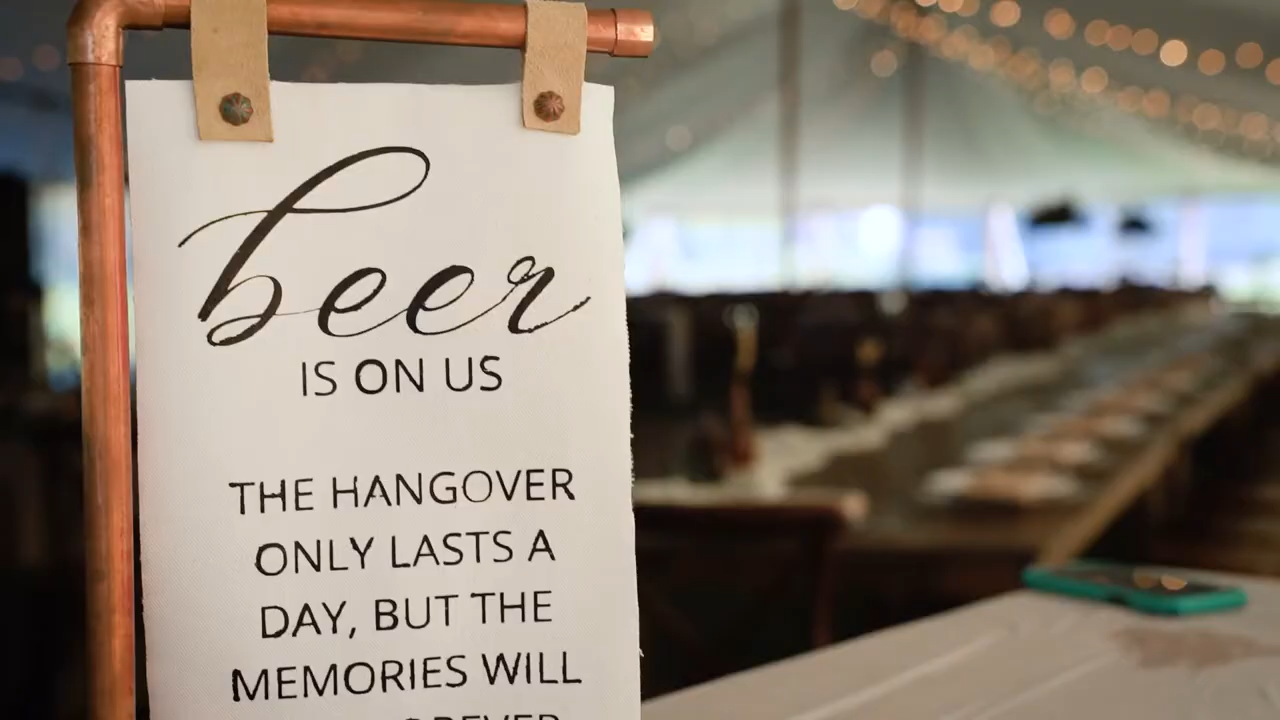 beer
IS ON US
THE HANGOVER
ONLY LASTS A
DAY, BUT THE
MEMORIES WILL